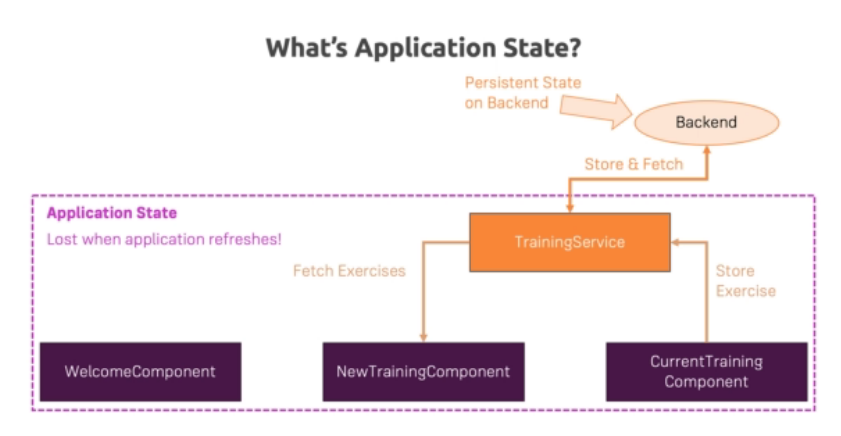 What's Application State?
Persistent State
on Backend
Backend
Store & Fetch
Application State
Lost when application refreshes!
TrainingService
Fetch Exercises
Store
Exercise
WelcomeComponent
NewTrainingComponent
CurrentTraining
Component